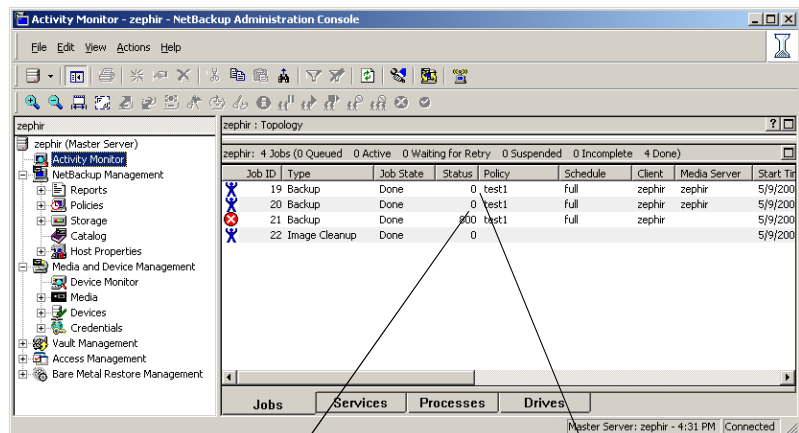 Activity Monitor - zephir - NetBackup Administration Console
File Edit View Actions Help
zephir
zephir : Topology
zephir (Master Server)
Activity Monitor
NetBackup Management
Reports
Policies
Storage
Catalog
Host Properties
Media and Device Management
Device Monitor
Media
Devices
Credentials
Vault Management
Access Management
Bare Metal Restore Management
zephir: 4 Jobs (0 Queued 0 Active 0 Waiting for Retry 0 Suspended 0 Incomplete 4 Done)
Job ID Type Job State Status Policy Schedule Client Media Server Start Tir
19 Backup Done 0 test1 full zephir zephir 5/9/200
20 Backup Done 0 test1 full zephir zephir 5/9/200
21 Backup Done 800 test1 full zephir 5/9/200
22 Image Cleanup Done 0 5/9/200
Jobs Services Processes Drives
Master Server: zephir - 4:31 PM Connected